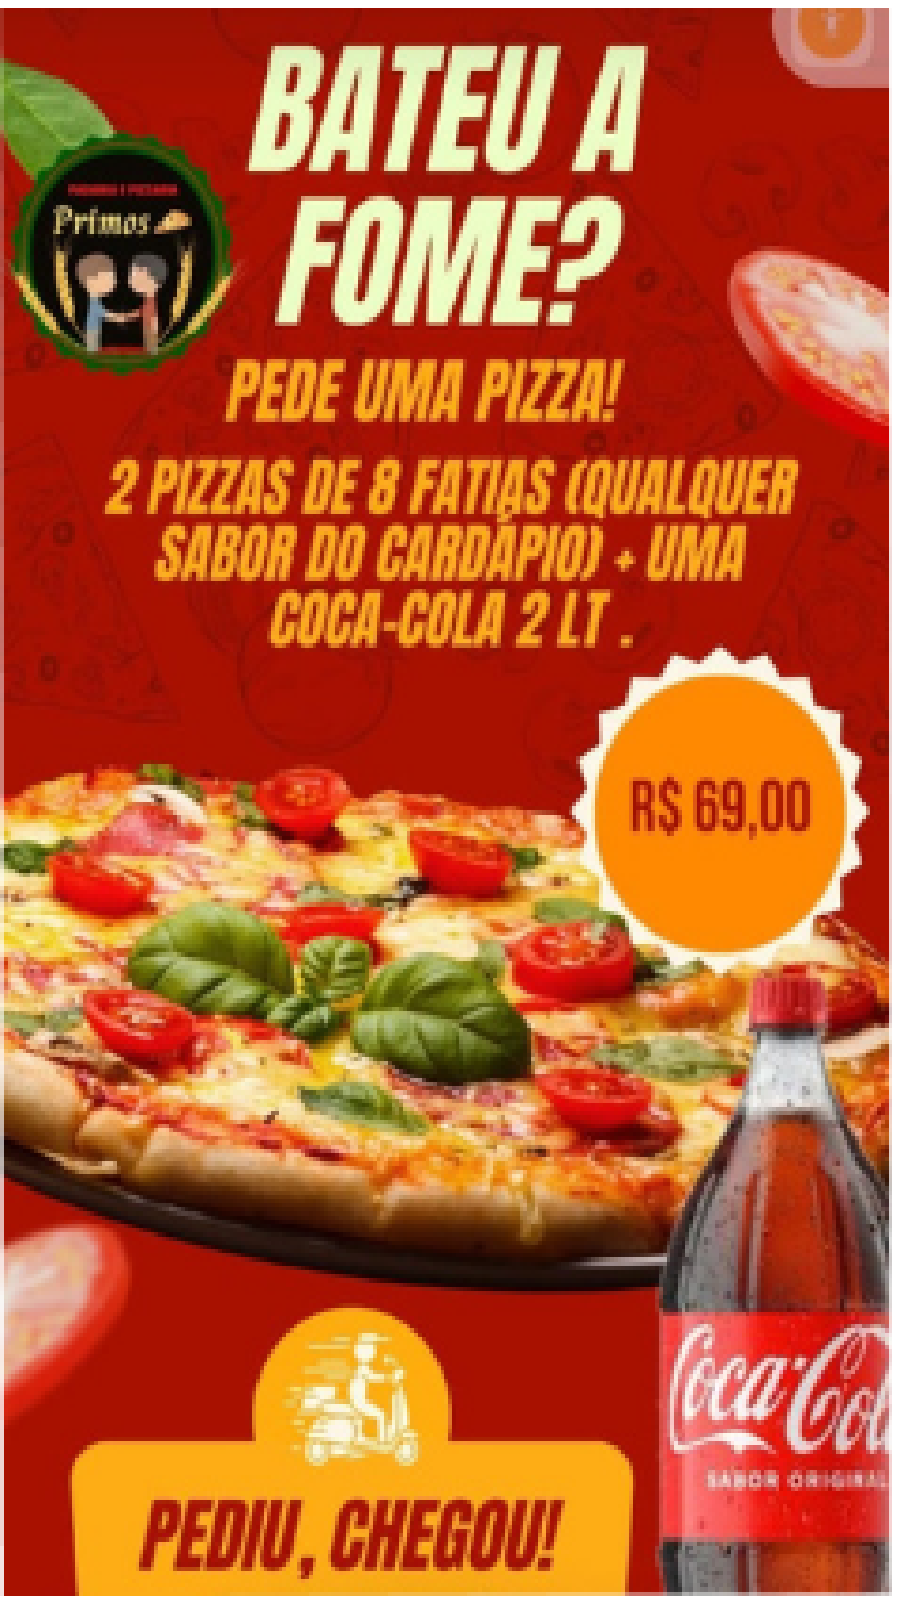 BATEU A
FOME?
Primos
PEDE UMA PIZZA!
2 PIZZAS DE 8 FATIAS (QUALQUER
SABOR DO CARDÁPIO) + UMA
COCA-COLA 2 LT .
R$ 69,00
Coca-Col
SABOR ORIGINAL
PEDIU, CHEGOU!